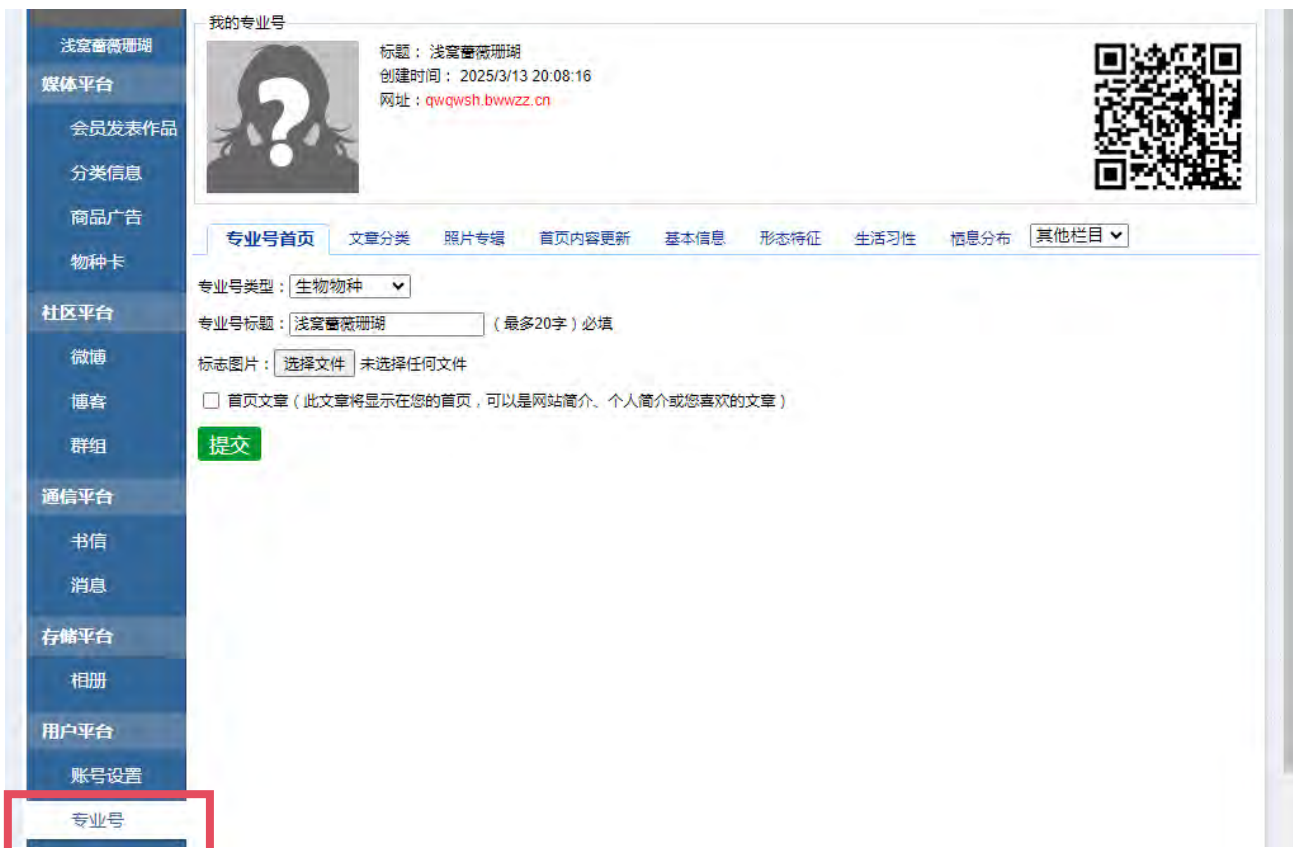 浅窝蔷薇珊瑚
媒体平台
会员发表作品
分类信息
商品广告
物种卡
社区平台
微博
博客
群组
通信平台
书信
消息
存储平台
相册
用户平台
账号设置
专业号
我的专业号
标题： 浅窝蔷薇珊瑚
创建时间： 2025/3/13 20:08:16
网址：qwqwsh.bwwzz.cn
专业号首页 文章分类 照片专辑 首页内容更新 基本信息 形态特征 生活习性 栖息分布 其他栏目
专业号类型：生物物种
专业号标题：浅窝蔷薇珊瑚 （最多20字）必填
标志图片：选择文件 未选择任何文件
首页文章（此文章将显示在您的首页，可以是网站简介、个人简介或您喜欢的文章）
提交